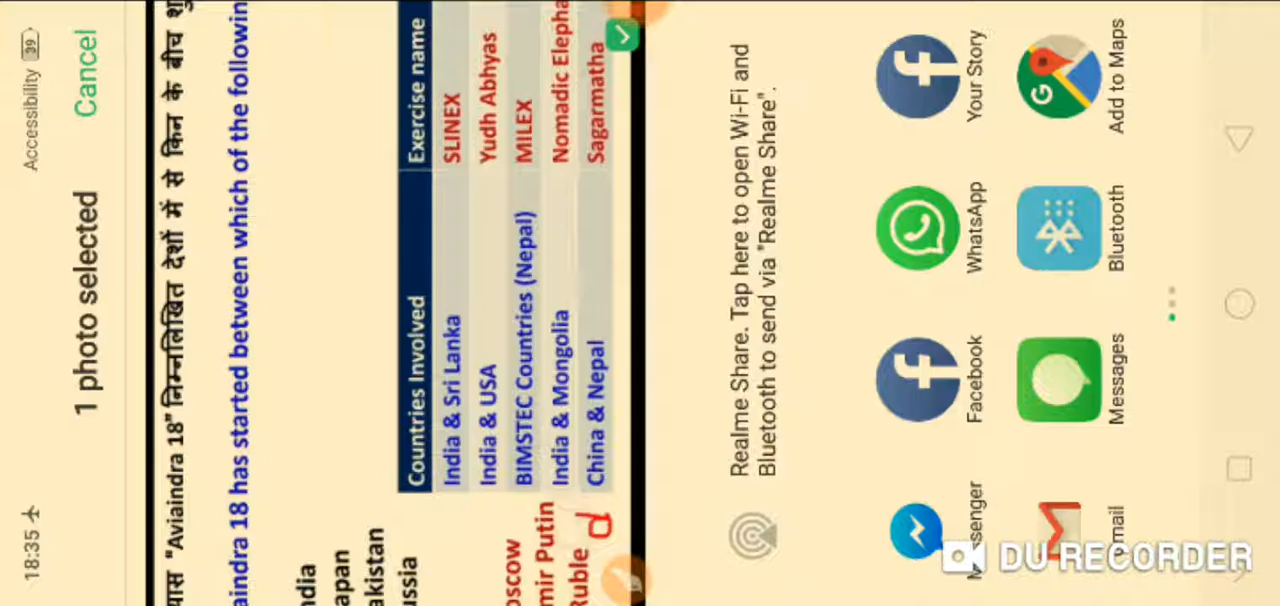 18:35
Accessibility 39
1 photo selected
Cancel
यास "Aviaindra 18" निम्नलिखित देशों में से किन के बीच
aindra 18 has started between which of the followin
Countries Involved Exercise name
India & Sri Lanka SLINEX
India & USA Yudh Abhyas
BIMSTEC Countries (Nepal) MILEX
India & Mongolia Nomadic Elepha
China & Nepal Sagarmatha
ndia
apan
akistan
ussia
oscow
mir Putin
Ruble
d
Realme Share. Tap here to open Wi-Fi and
Bluetooth to send via "Realme Share".
Facebook WhatsApp Your Story
Messages Bluetooth Add to Maps
DU RECORDER